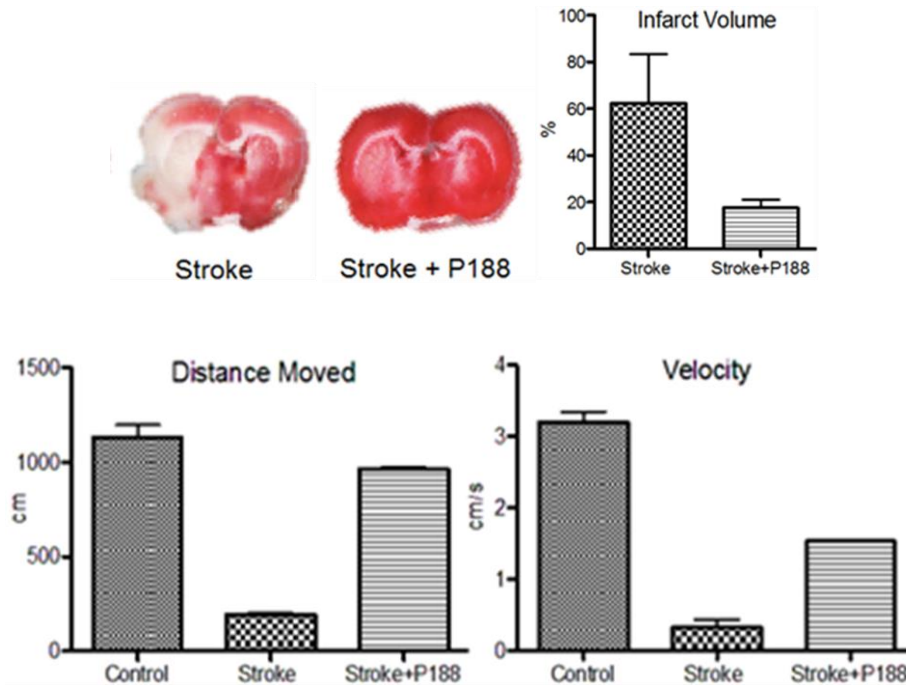 Infarct Volume
100
80
60
40
20
0
%
Stroke
Stroke+P188
Stroke
Stroke + P188
Distance Moved
1500
1000
500
0
cm
Control
Stroke
Stroke+P188
Velocity
4
3
2
1
0
cm/s
Control
Stroke
Stroke+P188